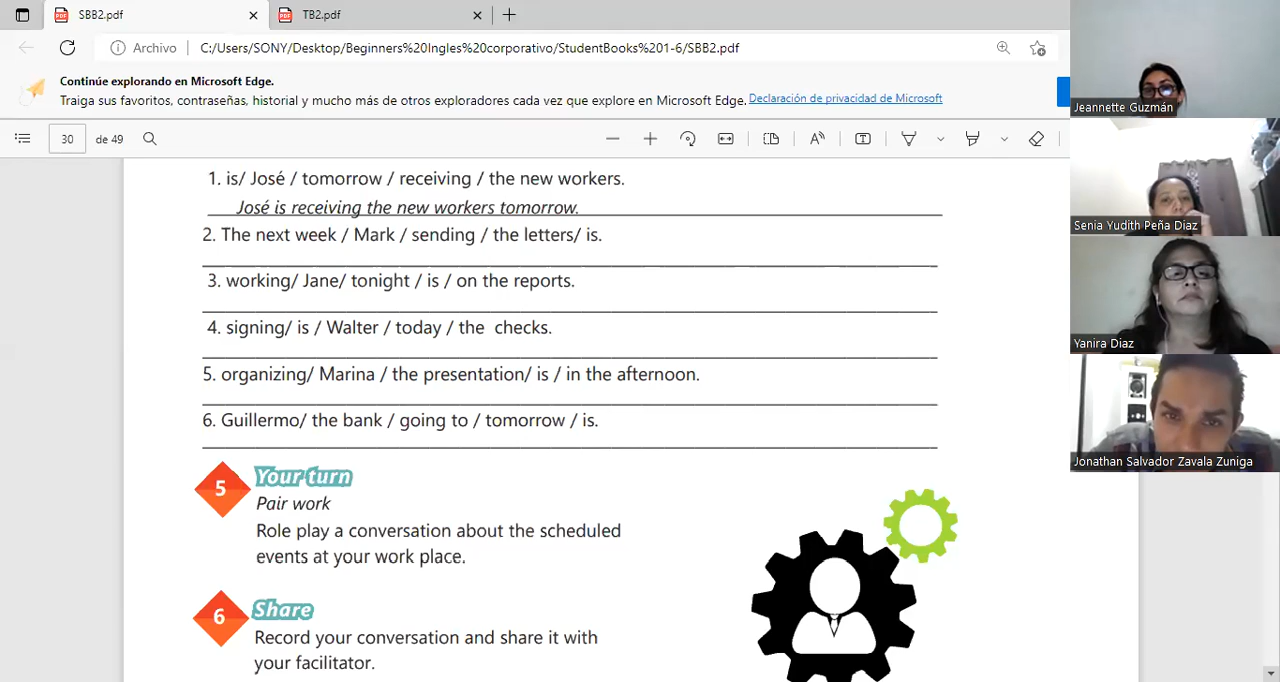 SBB2.pdf
TB2.pdf
Archivo
C:/Users/SONY/Desktop/Beginners%20Ingles%20corporativo/StudentBooks%201-6/SBB2.pdf
Continúe explorando en Microsoft Edge.
Traiga sus favoritos, contraseñas, historial y mucho más de otros exploradores cada vez que explore en Microsoft Edge. Declaración de privacidad de Microsoft
30 de 49
1. is/ José / tomorrow / receiving / the new workers.
José is receiving the new workers tomorrow.
2. The next week / Mark / sending / the letters/ is.
3. working/ Jane/ tonight / is / on the reports.
4. signing/ is / Walter / today / the checks.
5. organizing/ Marina / the presentation/ is / in the afternoon.
6. Guillermo/ the bank / going to / tomorrow / is.
5 Your turn
Pair work
Role play a conversation about the scheduled
events at your work place.
6 Share
Record your conversation and share it with
your facilitator.
Jeannette Guzmán
Senia Yudith Peña Diaz
Yanira Diaz
Jonathan Salvador Zavala Zuniga